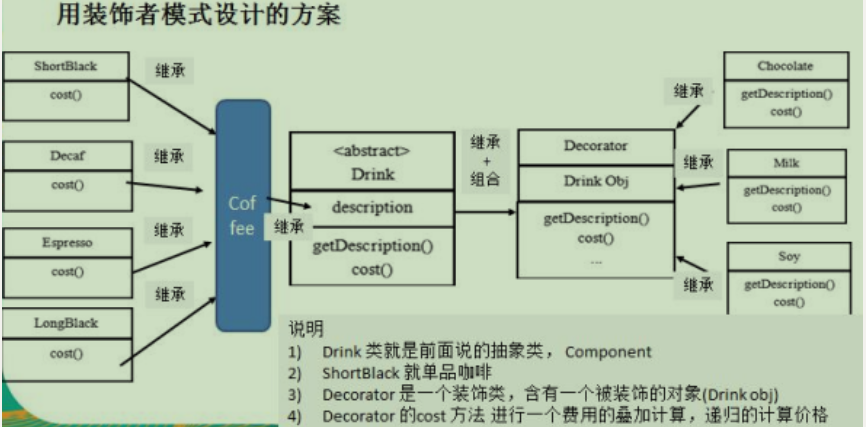 用装饰者模式设计的方案
ShortBlack
cost()
继承
Decaf
cost()
继承
Espresso
cost()
继承
LongBlack
cost()
继承
Cof
fee
继承
<abstract>
Drink
description
getDescription()
cost()
继承
+
组合
Decorator
Drink Obj
getDescription()
cost()
...
继承
Chocolate
getDescription()
cost()
继承
Milk
getDescription()
cost()
继承
Soy
getDescription()
cost()
说明
1) Drink 类就是前面说的抽象类， Component
2) ShortBlack 就单品咖啡
3) Decorator 是一个装饰类，含有一个被装饰的对象(Drink obj)
4) Decorator 的cost 方法 进行一个费用的叠加计算，递归的计算价格